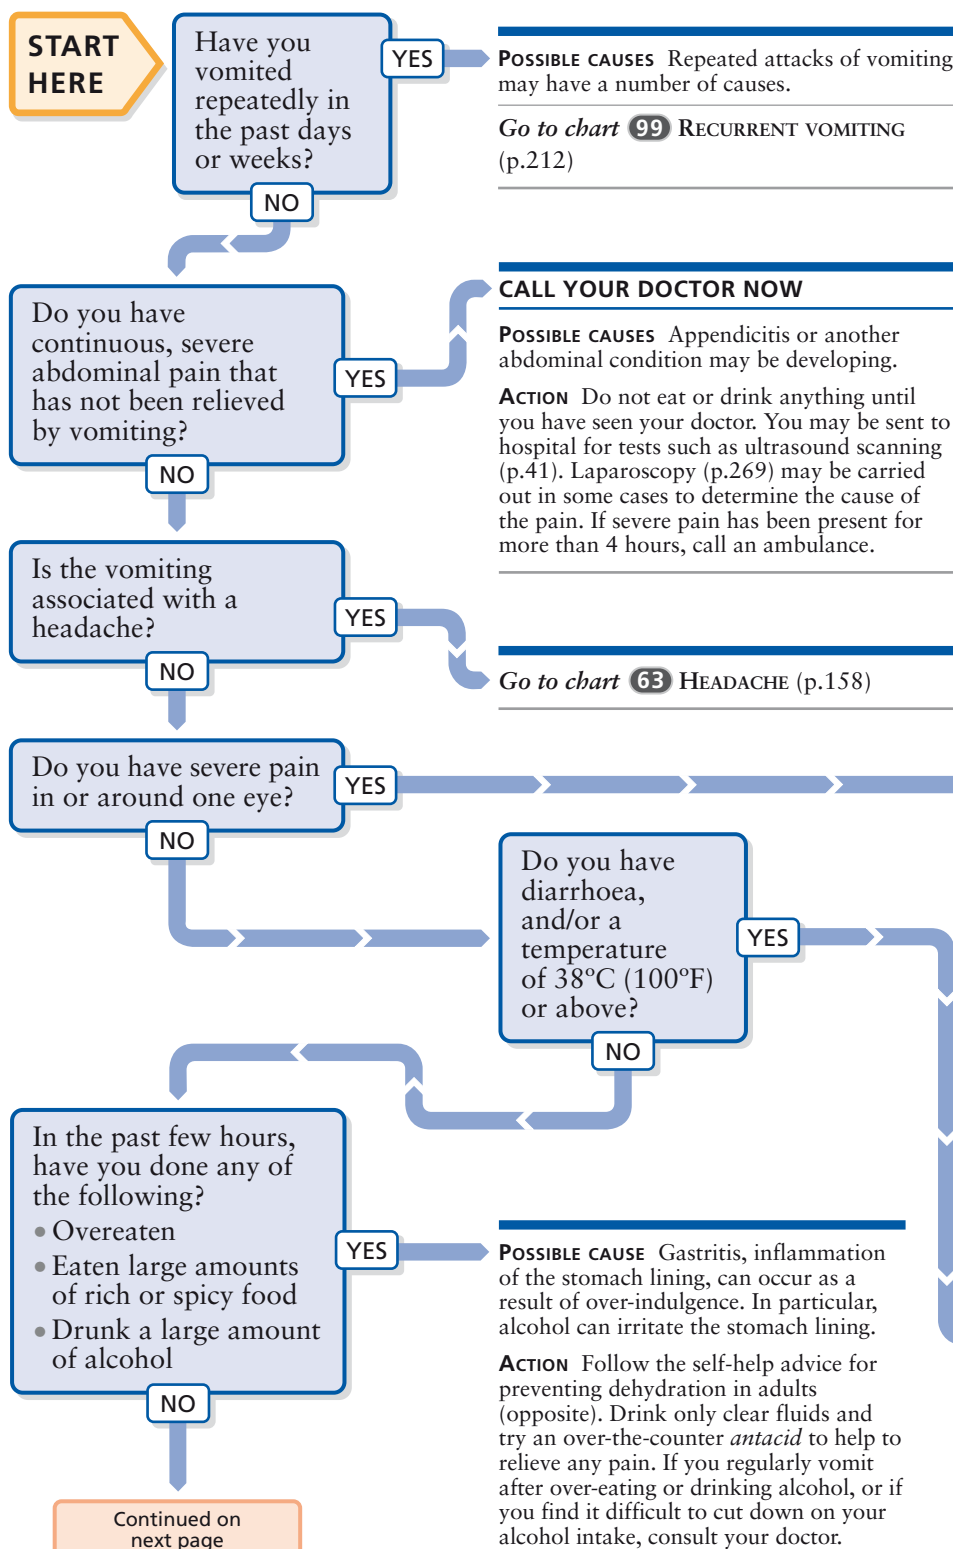 START
HERE
Have you
vomited
repeatedly in
the past days
or weeks?
YES
NO
POSSIBLE CAUSES Repeated attacks of vomiting
may have a number of causes.
Go to chart 99 RECURRENT VOMITING
(p.212)
Do you have
continuous, severe
abdominal pain that
has not been relieved
by vomiting?
YES
NO
CALL YOUR DOCTOR NOW
POSSIBLE CAUSES Appendicitis or another
abdominal condition may be developing.
ACTION Do not eat or drink anything until
you have seen your doctor. You may be sent to
hospital for tests such as ultrasound scanning
(p.41). Laparoscopy (p.269) may be carried
out in some cases to determine the cause of
the pain. If severe pain has been present for
more than 4 hours, call an ambulance.
Is the vomiting
associated with a
headache?
YES
NO
Go to chart 63 HEADACHE (p.158)
Do you have severe pain
in or around one eye?
YES
NO
Do you have
diarrhoea,
and/or a
temperature
of 38ºC (100ºF)
or above?
YES
NO
In the past few hours,
have you done any of
the following?
• Overeaten
• Eaten large amounts
of rich or spicy food
• Drunk a large amount
of alcohol
YES
NO
POSSIBLE CAUSE Gastritis, inflammation
of the stomach lining, can occur as a
result of over-indulgence. In particular,
alcohol can irritate the stomach lining.
ACTION Follow the self-help advice for
preventing dehydration in adults
(opposite). Drink only clear fluids and
try an over-the-counter antacid to help to
relieve any pain. If you regularly vomit
after over-eating or drinking alcohol, or if
you find it difficult to cut down on your
alcohol intake, consult your doctor.
Continued on
next page